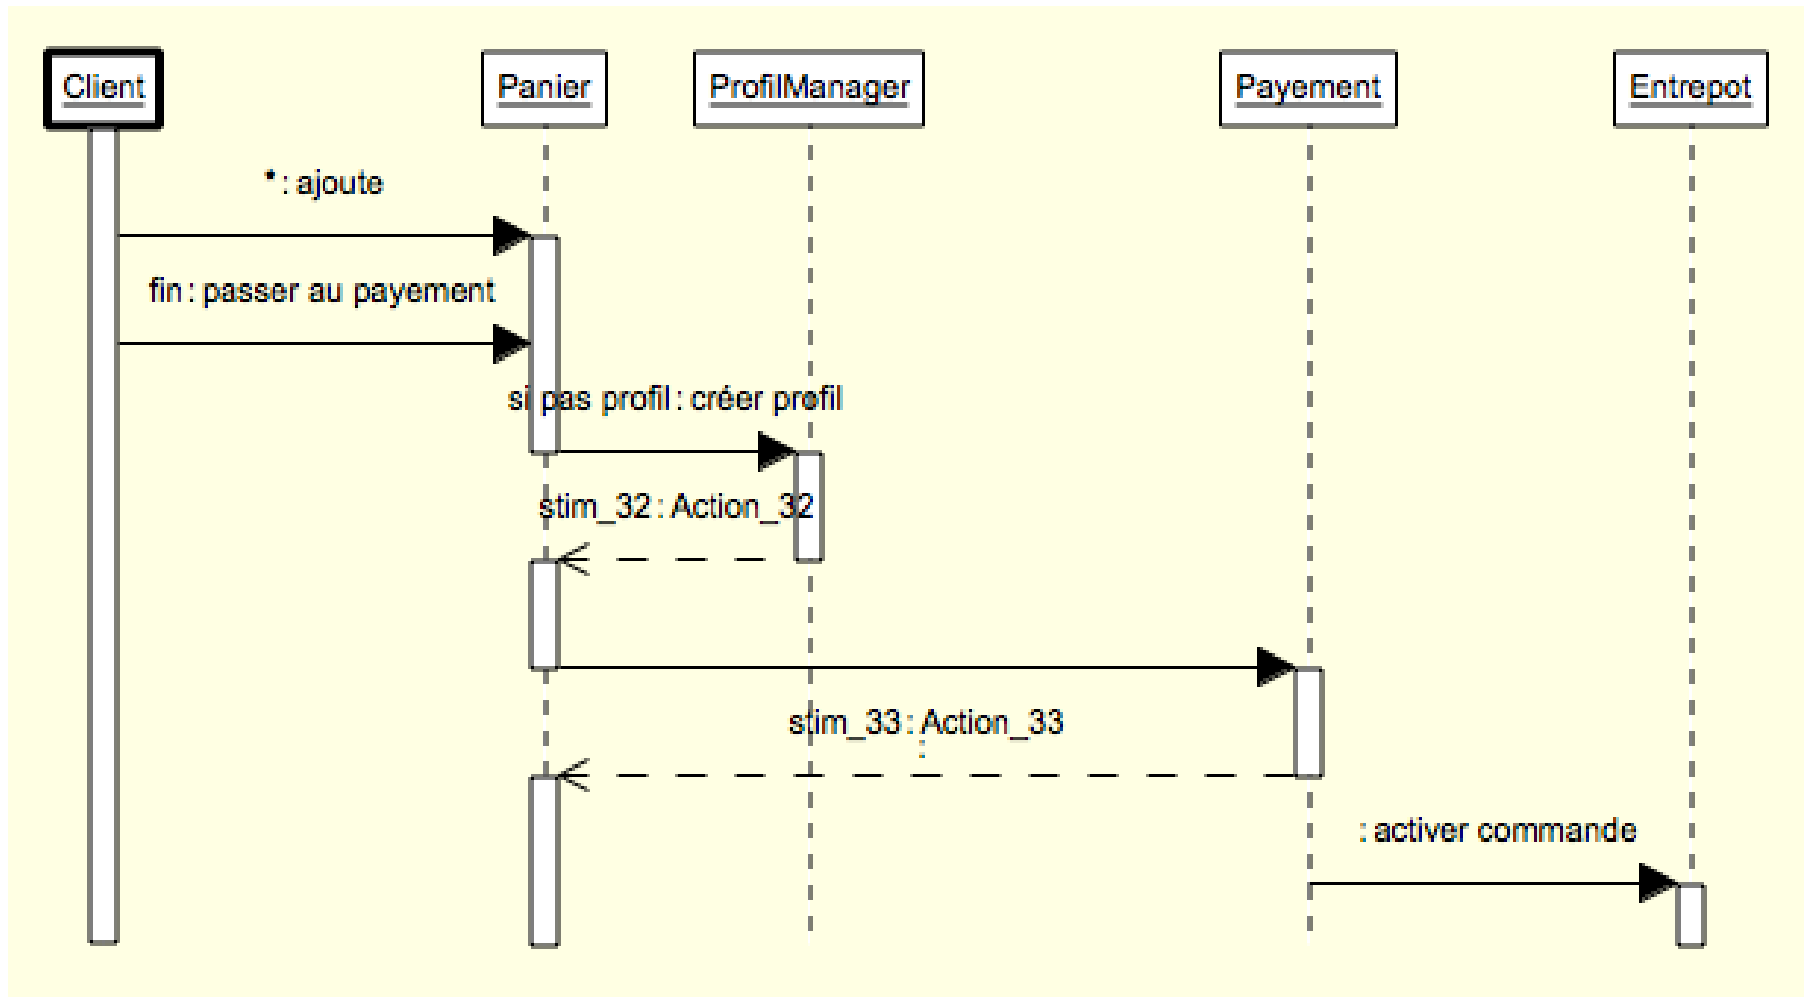 Client
Panier
ProfilManager
Payement
Entrepot
* : ajoute
fin : passer au payement
si pas profil : créer profil
stim_32 : Action_32
stim_33 : Action_33
:
: activer commande